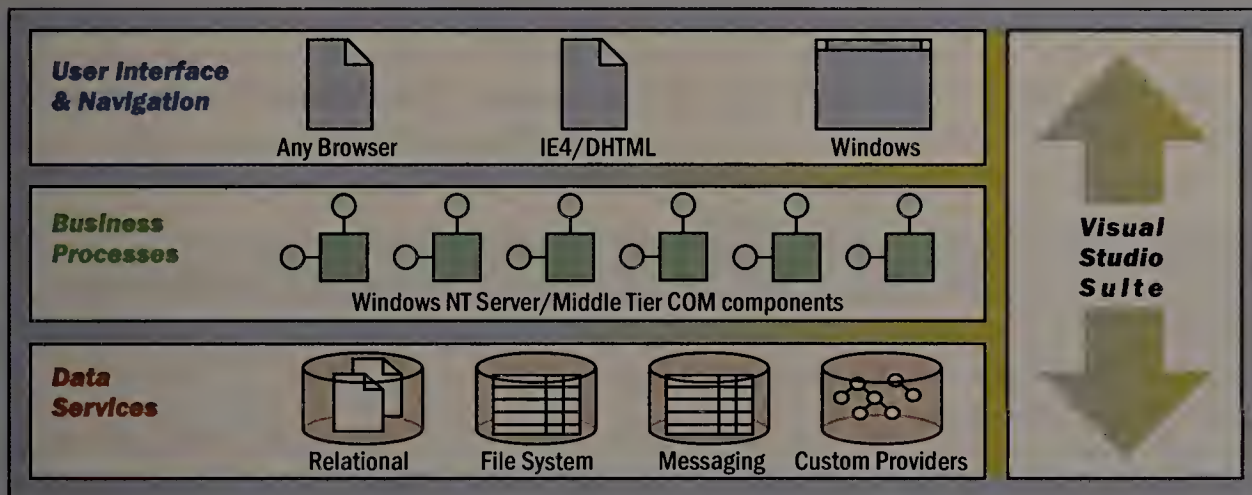 User Interface
& Navigation
Any Browser
IE4/DHTML
Windows
Business
Processes
Windows NT Server/Middle Tier COM components
Data
Services
Relational
File System
Messaging
Custom Providers
Visual
Studio
Suite